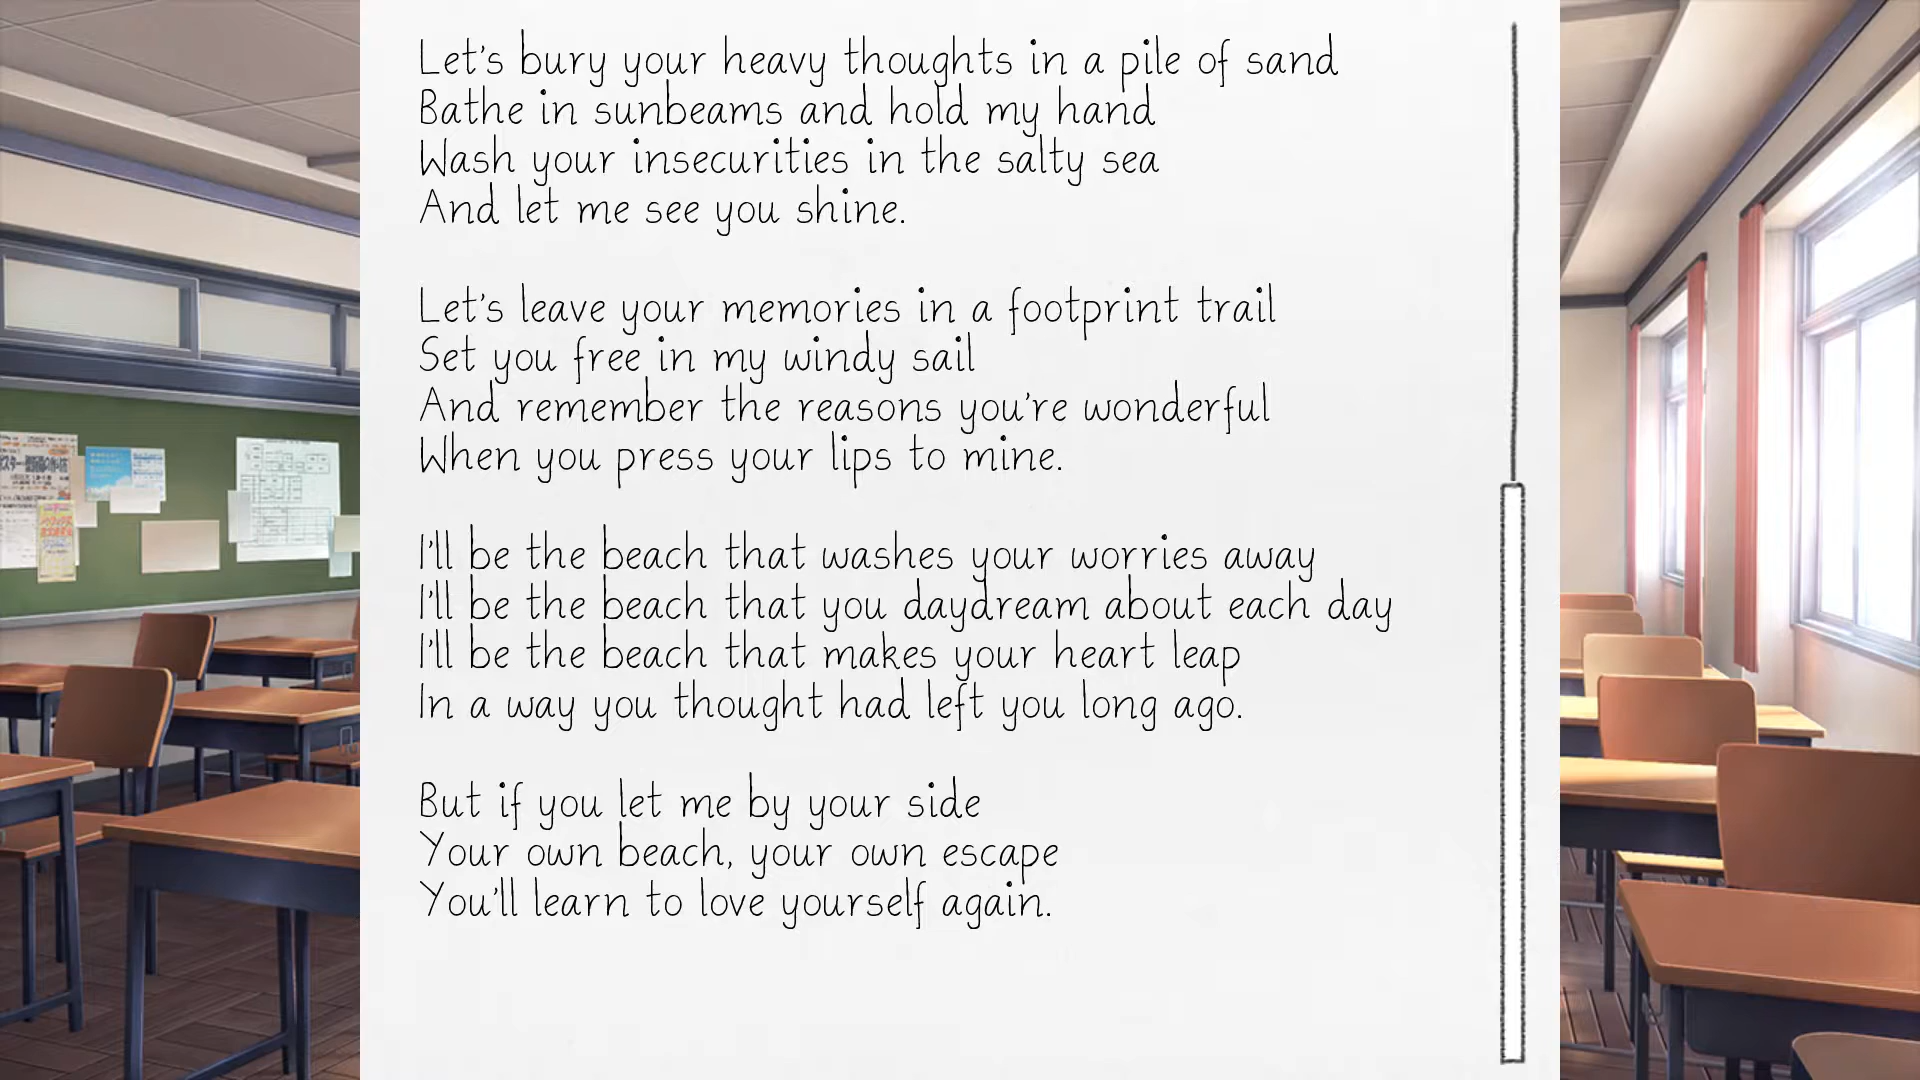 Let's bury your heavy thoughts in a pile of sand
Bathe in sunbeams and hold my hand
Wash your insecurities in the salty sea
And let me see you shine.
Let's leave your memories in a footprint trail
Set you free in my windy sail
And remember the reasons you're wonderful
When you press your lips to mine.
I'll be the beach that washes your worries away
I'll be the beach that you daydream about each day
I'll be the beach that makes your heart leap
In a way you thought had left you long ago.
But if you let me by your side
Your own beach, your own escape
You'll learn to love yourself again.